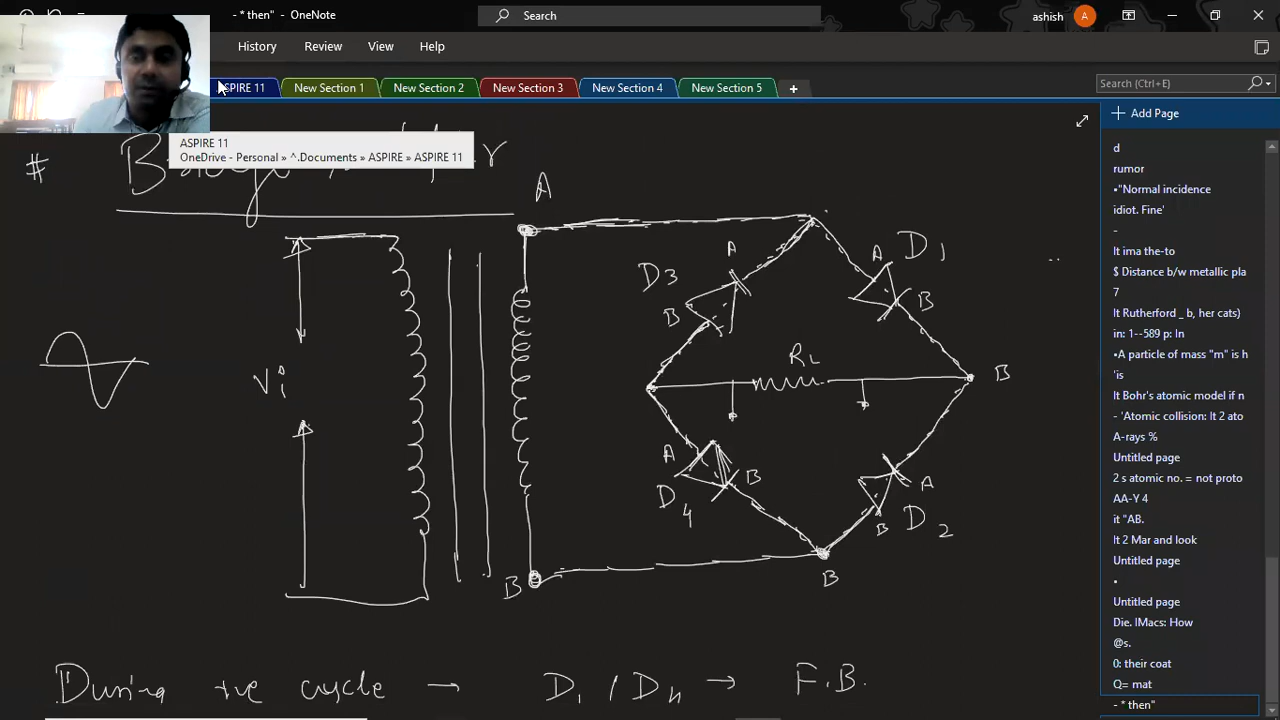 - * then" - OneNote
Search
ashish
A
History
Review
View
Help
ASPIRE 11
New Section 1
New Section 2
New Section 3
New Section 4
New Section 5
+
Search (Ctrl+E)
ASPIRE 11
OneDrive - Personal » ^.Documents » ASPIRE » ASPIRE 11
Add Page
d
rumor
•"Normal incidence
idiot. Fine'
-
It ima the-to
$ Distance b/w metallic pla
7
It Rutherford _ b, her cats)
in: 1--589 p: In
•A particle of mass "m" is h
'is
It Bohr's atomic model if n
- 'Atomic collision: It 2 ato
A-rays %
Untitled page
2 s atomic no. = not proto
AA-Y 4
it "AB.
It 2 Mar and look
Untitled page
•
Untitled page
Die. IMacs: How
@s.
0: their coat
Q= mat
- * then"
#
A
D3
A
B
A
D1
B
RL
B
Vi
A
B
D4
A
B
D2
B
B
During +ve cycle → D1 / D4 → F.B.